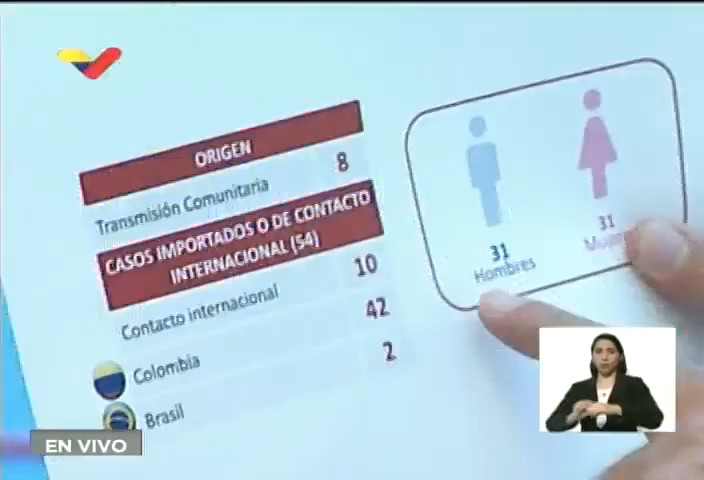 ORIGEN
Transmisión Comunitaria 8
CASOS IMPORTADOS O DE CONTACTO
INTERNACIONAL (54)
Contacto internacional 10
Colombia 42
Brasil 2
31
Hombres
31
EN VIVO